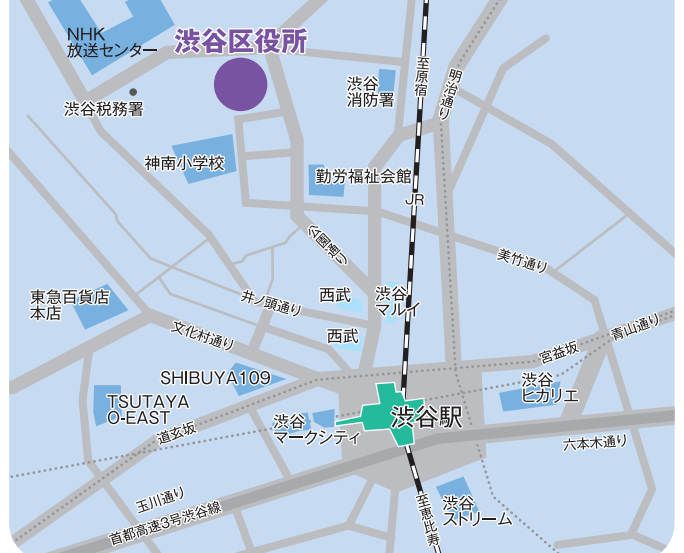 NHK
放送センター
渋谷区役所
渋谷税務署
渋谷
消防署
至原宿
明治通り
神南小学校
勤労福祉会館
JR
公園通り
美竹通り
東急百貨店
本店
井ノ頭通り
西武
渋谷
マルイ
文化村通り
西武
宮益坂
青山通り
SHIBUYA109
TSUTAYA
O-EAST
道玄坂
渋谷
マークシティ
渋谷駅
渋谷
ヒカリエ
六本木通り
玉川通り
首都高速3号渋谷線
至恵比寿
渋谷
ストリーム